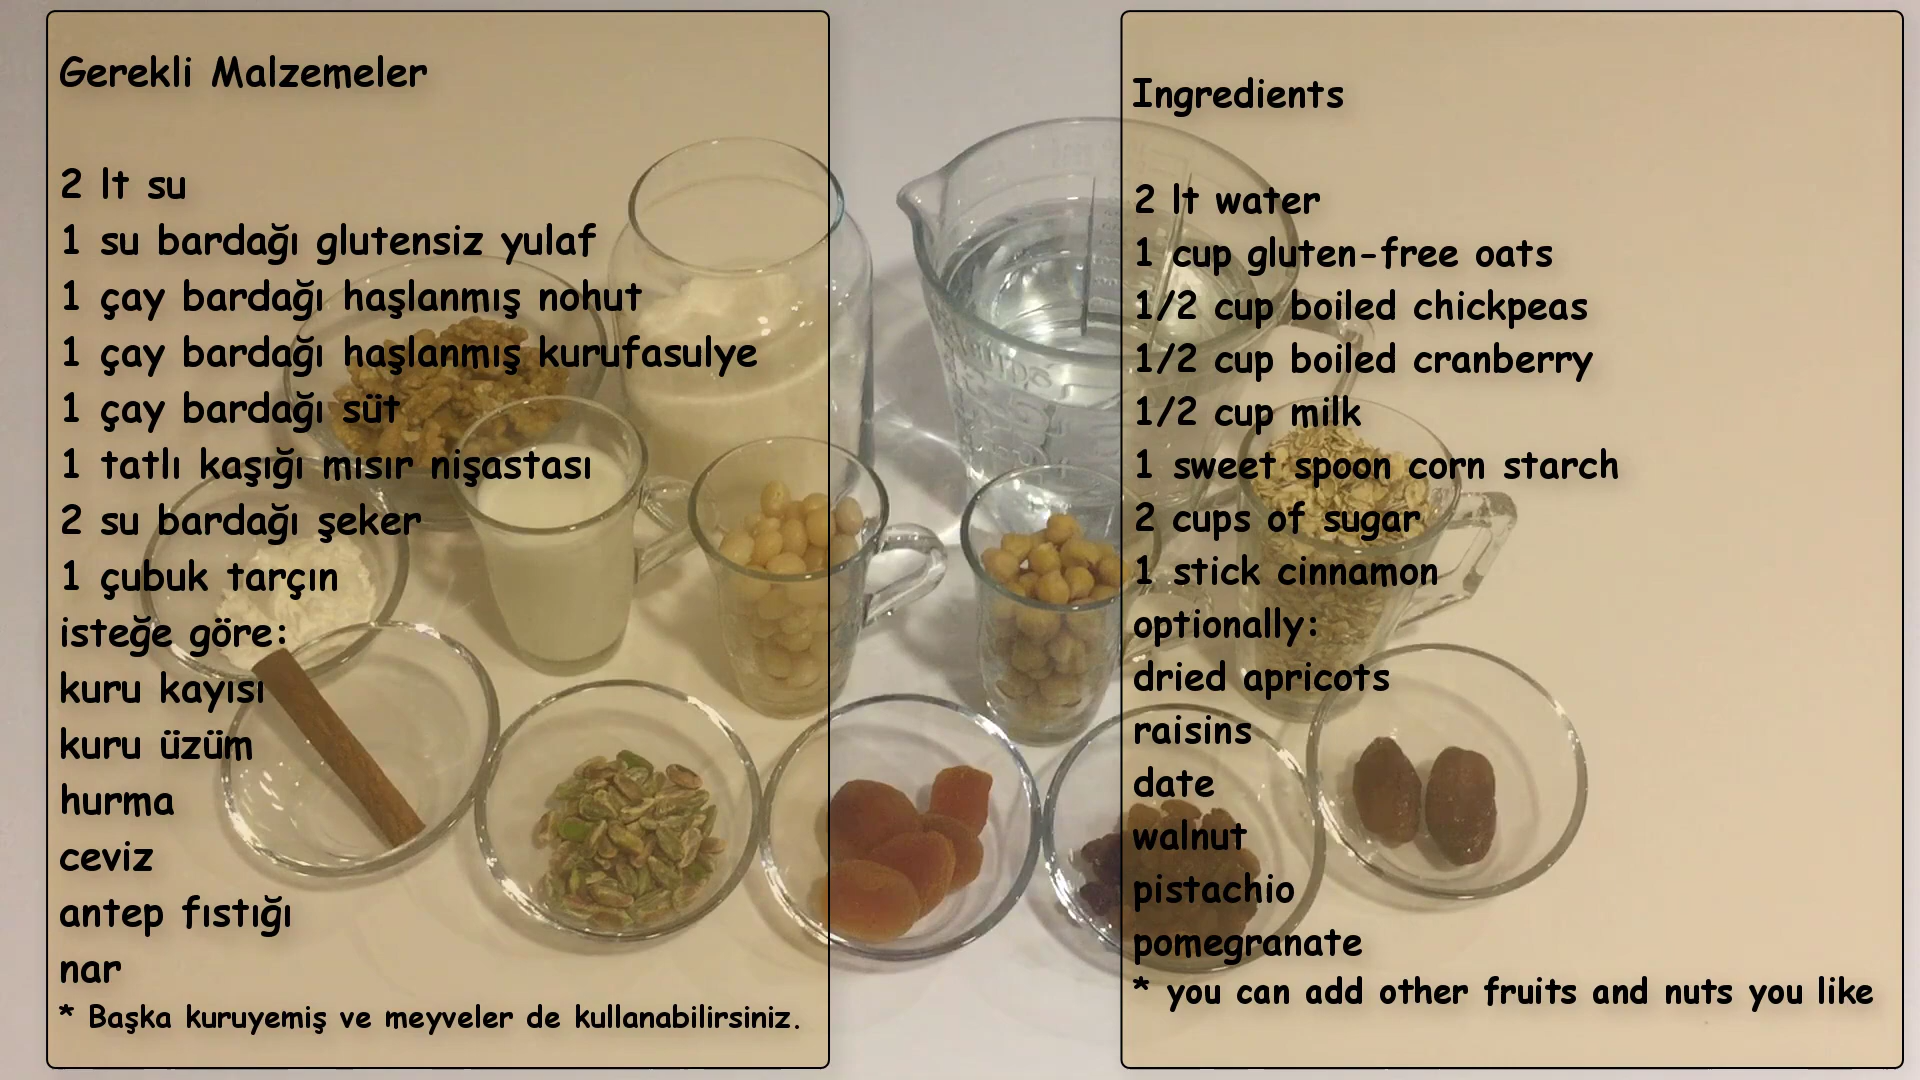 Gerekli Malzemeler
2 lt su
1 su bardağı glutensiz yulaf
1 çay bardağı haşlanmış nohut
1 çay bardağı haşlanmış kurufasulye
1 çay bardağı süt
1 tatlı kaşığı mısır nişastası
2 su bardağı şeker
1 çubuk tarçın
isteğe göre:
kuru kayısı
kuru üzüm
hurma
ceviz
antep fıstığı
nar
* Başka kuruyemiş ve meyveler de kullanabilirsiniz.
Ingredients
2 lt water
1 cup gluten-free oats
1/2 cup boiled chickpeas
1/2 cup boiled cranberry
1/2 cup milk
1 sweet spoon corn starch
2 cups of sugar
1 stick cinnamon
optionally:
dried apricots
raisins
date
walnut
pistachio
pomegranate
* you can add other fruits and nuts you like